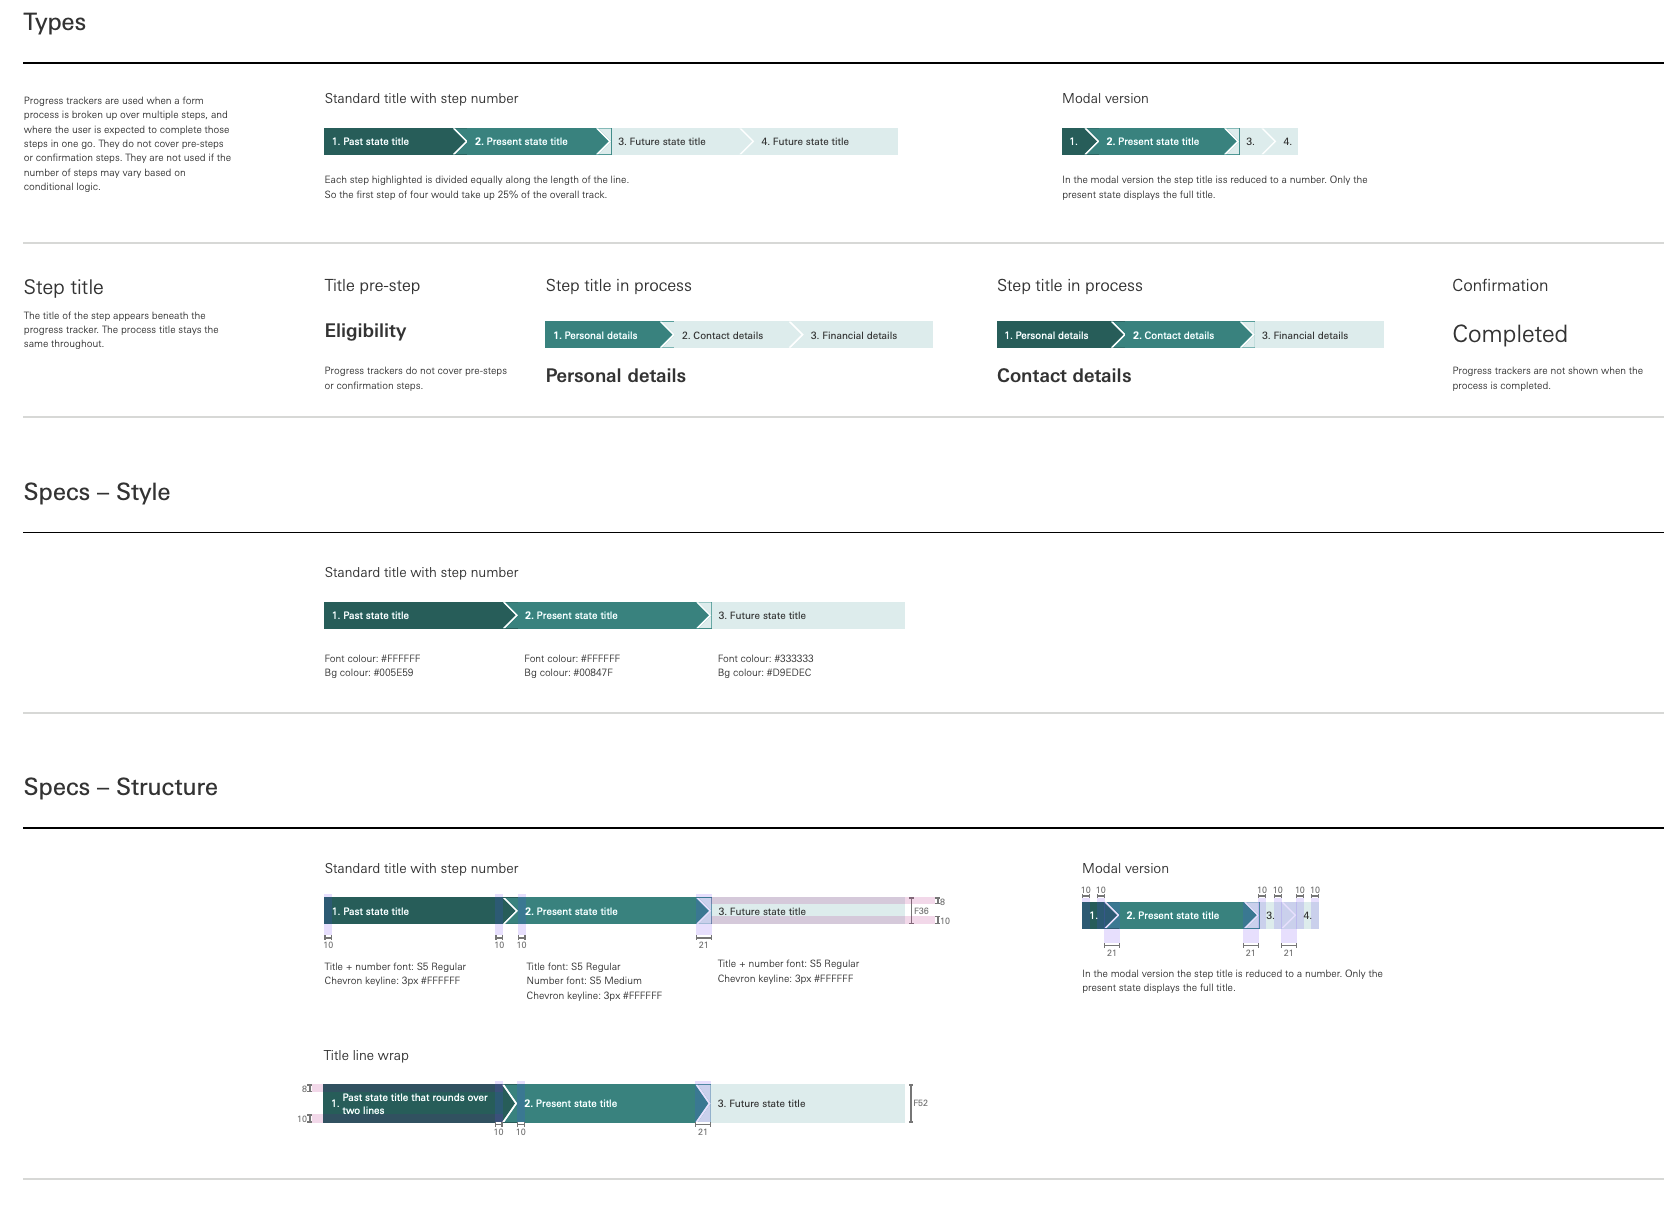 Types
Progress trackers are used when a form
process is broken up over multiple steps, and
where the user is expected to complete those
steps in one go. They do not cover pre-steps
or confirmation steps. They are not used if the
number of steps may vary based on
conditional logic.
Standard title with step number
1. Past state title
2. Present state title
3. Future state title
4. Future state title
Each step highlighted is divided equally along the length of the line.
So the first step of four would take up 25% of the overall track.
Modal version
1.
2. Present state title
3.
4.
In the modal version the step title iss reduced to a number. Only the
present state displays the full title.
Step title
The title of the step appears beneath the
progress tracker. The process title stays the
same throughout.
Title pre-step
Eligibility
Progress trackers do not cover pre-steps
or confirmation steps.
Step title in process
1. Personal details
2. Contact details
3. Financial details
Personal details
Step title in process
1. Personal details
2. Contact details
3. Financial details
Contact details
Confirmation
Completed
Progress trackers are not shown when the
process is completed.
Specs – Style
Standard title with step number
1. Past state title
2. Present state title
3. Future state title
Font colour: #FFFFFF
Bg colour: #005E59
Font colour: #FFFFFF
Bg colour: #00847F
Font colour: #333333
Bg colour: #D9EDEC
Specs – Structure
Standard title with step number
1. Past state title
2. Present state title
3. Future state title
F36
8
10
10
10
10
21
Title + number font: S5 Regular
Chevron keyline: 3px #FFFFFF
Title font: S5 Regular
Number font: S5 Medium
Chevron keyline: 3px #FFFFFF
Title + number font: S5 Regular
Chevron keyline: 3px #FFFFFF
Modal version
10
10
10
10
10
10
1.
2. Present state title
3.
4.
21
21
21
In the modal version the step title is reduced to a number. Only the
present state displays the full title.
Title line wrap
8
10
1.
Past state title that rounds over
two lines
2. Present state title
3. Future state title
F52
10
10
21